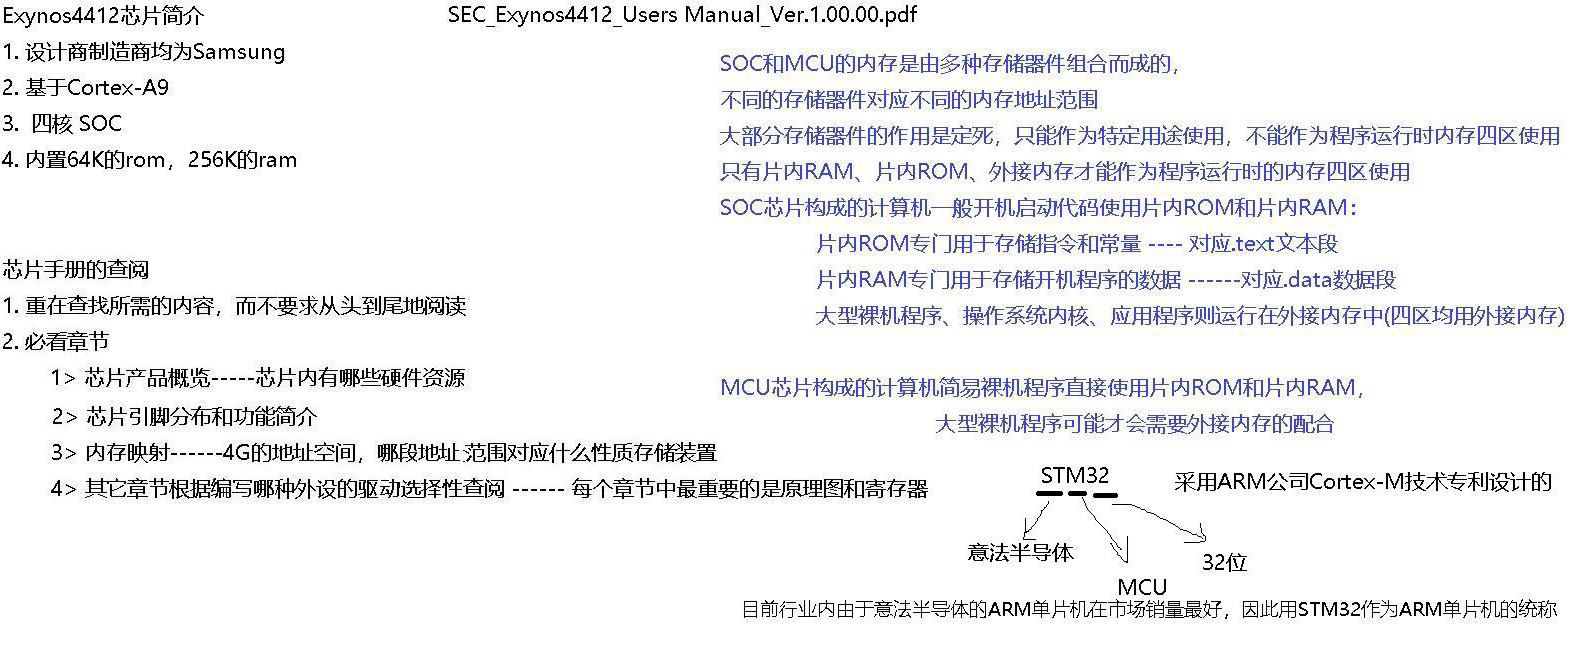 Exynos4412芯片简介
SEC_Exynos4412_Users Manual_Ver.1.00.00.pdf
1. 设计商制造商均为Samsung
2. 基于Cortex-A9
3. 四核 SOC
4. 内置64K的rom，256K的ram
芯片手册的查阅
1. 重在查找所需的内容，而不要求从头到尾地阅读
2. 必看章节
1> 芯片产品概览-----芯片内有哪些硬件资源
2> 芯片引脚分布和功能简介
3> 内存映射------4G的地址空间，哪段地址范围对应什么性质存储装置
4> 其它章节根据编写哪种外设的驱动选择性查阅 ------ 每个章节中最重要的是原理图和寄存器
SOC和MCU的内存是由多种存储器件组合而成的，
不同的存储器件对应不同的内存地址范围
大部分存储器件的作用是定死，只能作为特定用途使用，不能作为程序运行时内存四区使用
只有片内RAM、片内ROM、外接内存才能作为程序运行时的内存四区使用
SOC芯片构成的计算机一般开机启动代码使用片内ROM和片内RAM：
片内ROM专门用于存储指令和常量 ---- 对应.text文本段
片内RAM专门用于存储开机程序的数据 ------对应.data数据段
大型裸机程序、操作系统内核、应用程序则运行在外接内存中(四区均用外接内存)
MCU芯片构成的计算机简易裸机程序直接使用片内ROM和片内RAM，
大型裸机程序可能才会需要外接内存的配合
STM32
采用ARM公司Cortex-M技术专利设计的
意法半导体
32位
MCU
目前行业内由于意法半导体的ARM单片机在市场销量最好，因此用STM32作为ARM单片机的统称